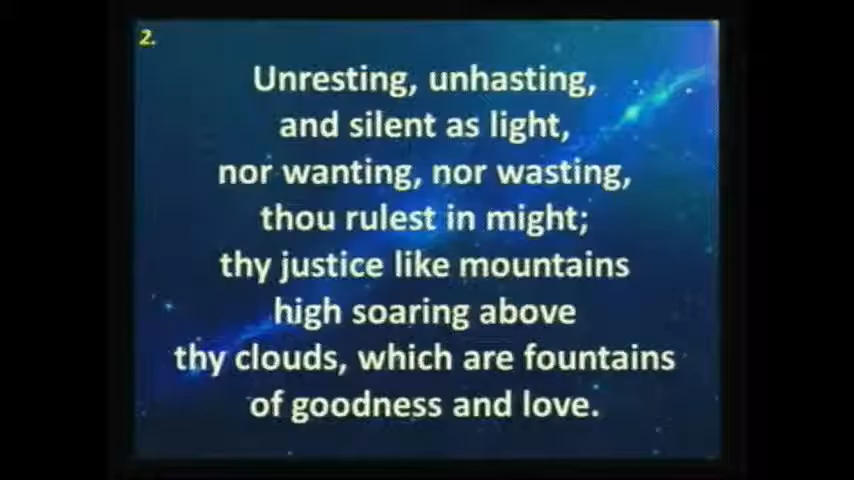 2.
Unresting, unhasting,
and silent as light,
nor wanting, nor wasting,
thou rulest in might;
thy justice like mountains
high soaring above
thy clouds, which are fountains
of goodness and love.